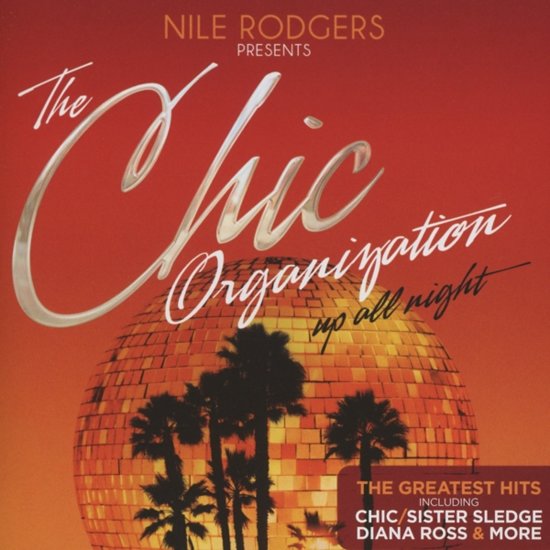 NILE RODGERS
PRESENTS
The
Chic
Organization
up all night
THE GREATEST HITS
INCLUDING
CHIC/SISTER SLEDGE
DIANA ROSS & MORE